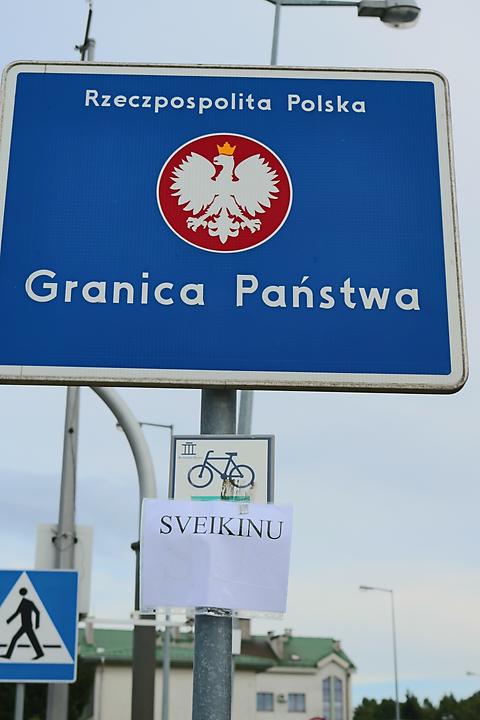 Rzeczpospolita Polska
Granica Państwa
SVEIKINU